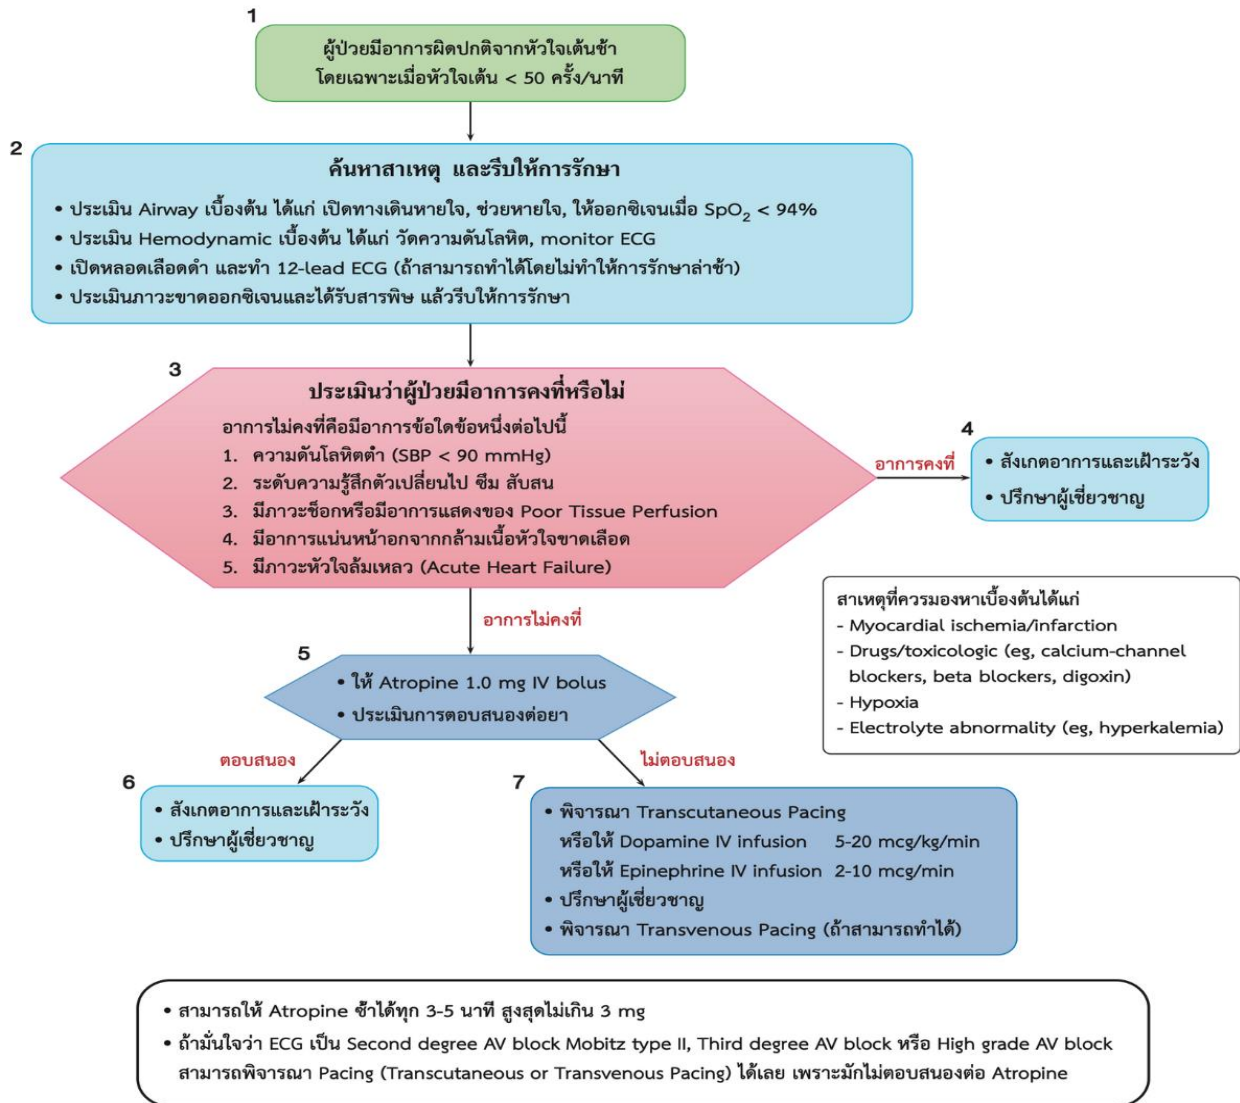 1
ผู้ป่วยมีอาการผิดปกติจากหัวใจเต้นช้า
โดยเฉพาะเมื่อหัวใจเต้น < 50 ครั้ง/นาที
2
ค้นหาสาเหตุ และรีบให้การรักษา
• ประเมิน Airway เบื้องต้น ได้แก่ เปิดทางเดินหายใจ, ช่วยหายใจ, ให้ออกซิเจนเมื่อ SpO₂ < 94%
• ประเมิน Hemodynamic เบื้องต้น ได้แก่ วัดความดันโลหิต, monitor ECG
• เปิดหลอดเลือดดำ และทำ 12-lead ECG (ถ้าสามารถทำได้โดยไม่ทำให้การรักษาล่าช้า)
• ประเมินภาวะขาดออกซิเจนและได้รับสารพิษ แล้วรีบให้การรักษา
3
ประเมินว่าผู้ป่วยมีอาการคงที่หรือไม่
อาการไม่คงที่คือมีอาการข้อใดข้อหนึ่งต่อไปนี้
1. ความดันโลหิตต่ำ (SBP < 90 mmHg)
2. ระดับความรู้สึกตัวเปลี่ยนไป ซึม สับสน
3. มีภาวะช็อกหรือมีอาการแสดงของ Poor Tissue Perfusion
4. มีอาการแน่นหน้าอกจากกล้ามเนื้อหัวใจขาดเลือด
5. มีภาวะหัวใจล้มเหลว (Acute Heart Failure)
อาการคงที่
4
• สังเกตอาการและเฝ้าระวัง
• ปรึกษาผู้เชี่ยวชาญ
สาเหตุที่ควรมองหาเบื้องต้นได้แก่
- Myocardial ischemia/infarction
- Drugs/toxicologic (eg, calcium-channel
blockers, beta blockers, digoxin)
- Hypoxia
- Electrolyte abnormality (eg, hyperkalemia)
อาการไม่คงที่
5
• ให้ Atropine 1.0 mg IV bolus
• ประเมินการตอบสนองต่อยา
ตอบสนอง
ไม่ตอบสนอง
6
• สังเกตอาการและเฝ้าระวัง
• ปรึกษาผู้เชี่ยวชาญ
7
• พิจารณา Transcutaneous Pacing
หรือให้ Dopamine IV infusion 5-20 mcg/kg/min
หรือให้ Epinephrine IV infusion 2-10 mcg/min
• ปรึกษาผู้เชี่ยวชาญ
• พิจารณา Transvenous Pacing (ถ้าสามารถทำได้)
• สามารถให้ Atropine ซ้ำได้ทุก 3-5 นาที สูงสุดไม่เกิน 3 mg
• ถ้ามั่นใจว่า ECG เป็น Second degree AV block Mobitz type II, Third degree AV block หรือ High grade AV block
สามารถพิจารณา Pacing (Transcutaneous or Transvenous Pacing) ได้เลย เพราะมักไม่ตอบสนองต่อ Atropine